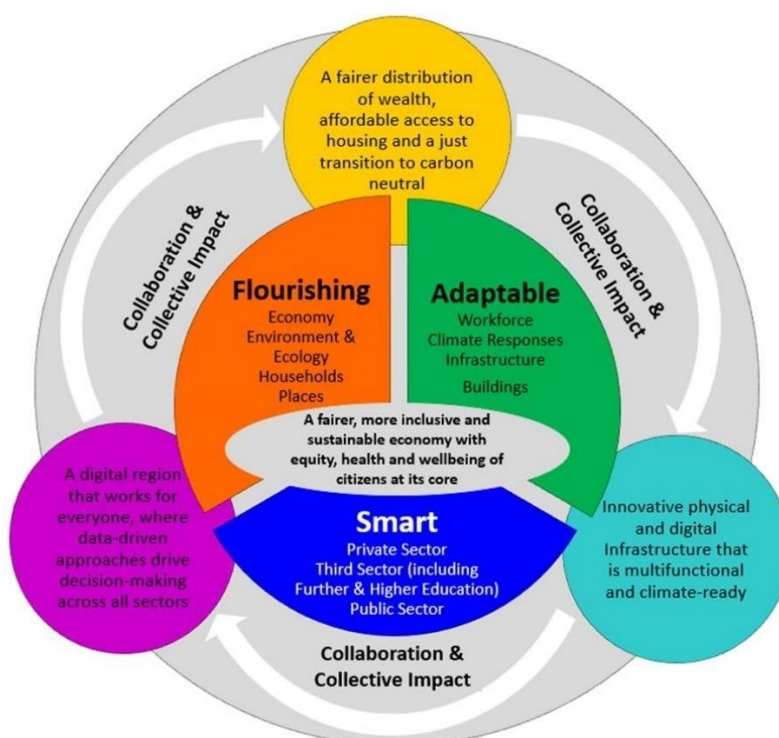 A fairer distribution
of wealth,
affordable access to
housing and a just
transition to carbon
neutral
Collaboration &
Collective Impact
Collaboration &
Collective Impact
Flourishing
Economy
Environment &
Ecology
Households
Places
Adaptable
Workforce
Climate Responses
Infrastructure
Buildings
A fairer, more inclusive and
sustainable economy with
equity, health and wellbeing of
citizens at its core
A digital region
that works for
everyone, where
data-driven
approaches drive
decision-making
across all sectors
Smart
Private Sector
Third Sector (including
Further & Higher Education)
Public Sector
Innovative physical
and digital
Infrastructure that
is multifunctional
and climate-ready
Collaboration &
Collective Impact